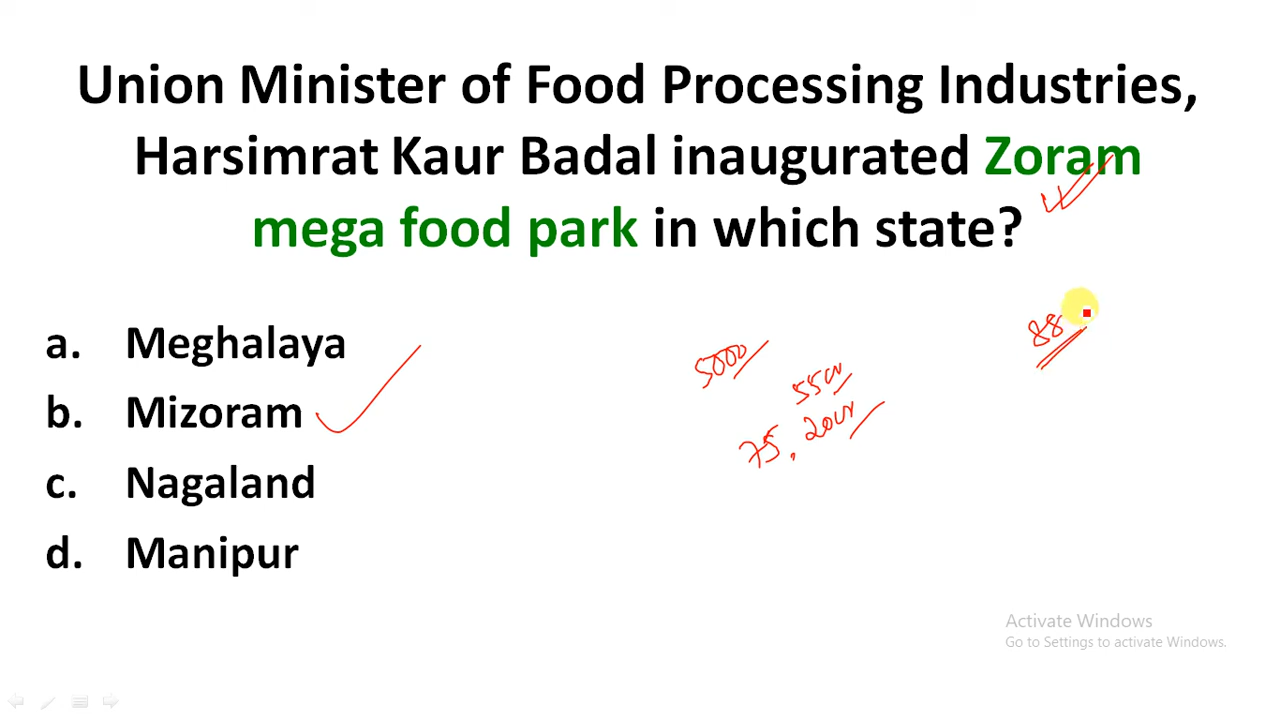 Union Minister of Food Processing Industries,
Harsimrat Kaur Badal inaugurated Zoram
mega food park in which state?
a. Meghalaya
b. Mizoram
c. Nagaland
d. Manipur
5000
88
75,
Activate Windows
Go to Settings to activate Windows.